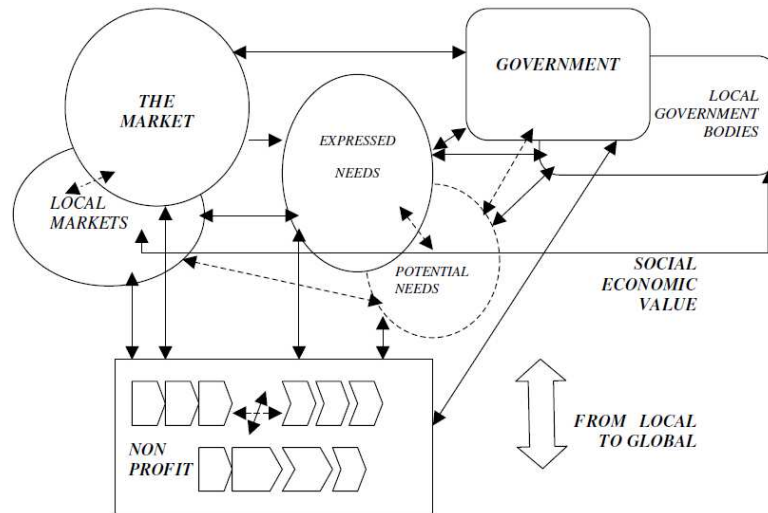 THE
MARKET
LOCAL
MARKETS
EXPRESSED
NEEDS
POTENTIAL
NEEDS
GOVERNMENT
LOCAL
GOVERNMENT
BODIES
SOCIAL
ECONOMIC
VALUE
FROM LOCAL
TO GLOBAL
NON
PROFIT